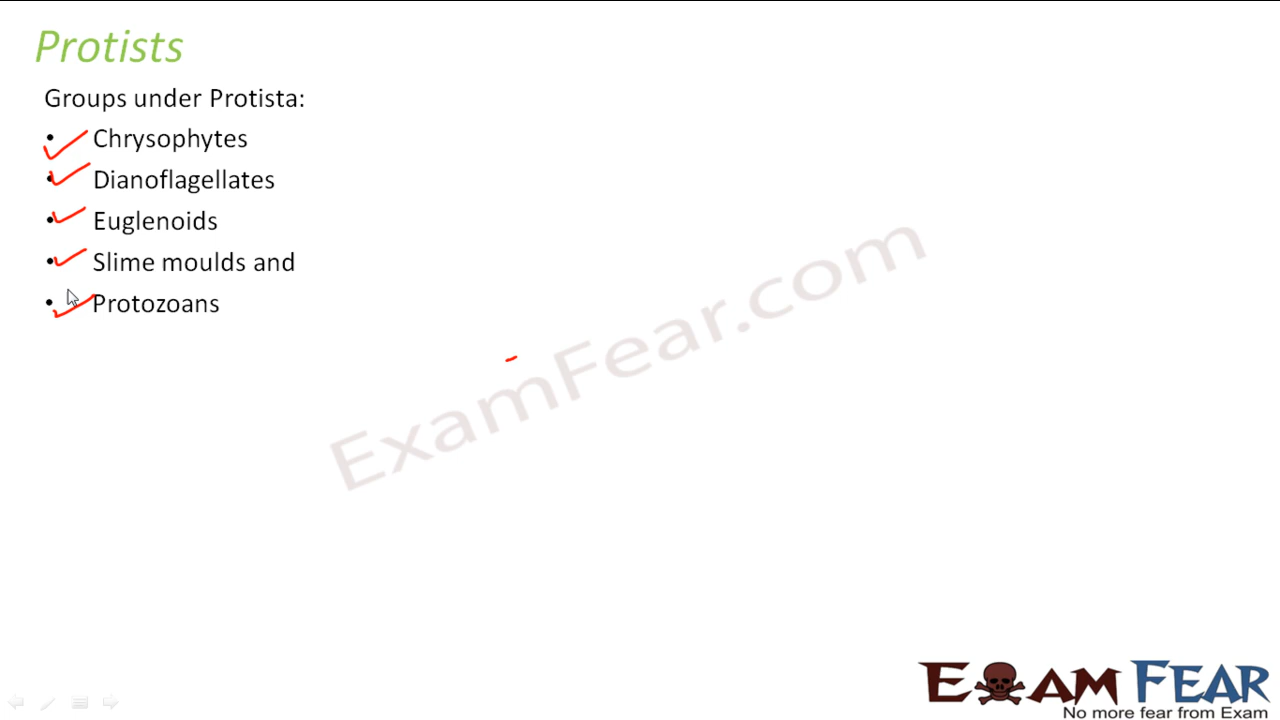 Protists
Groups under Protista:
• Chrysophytes
• Dianoflagellates
• Euglenoids
• Slime moulds and
• Protozoans
ExamFear.com
EXAM FEAR
No more fear from Exam